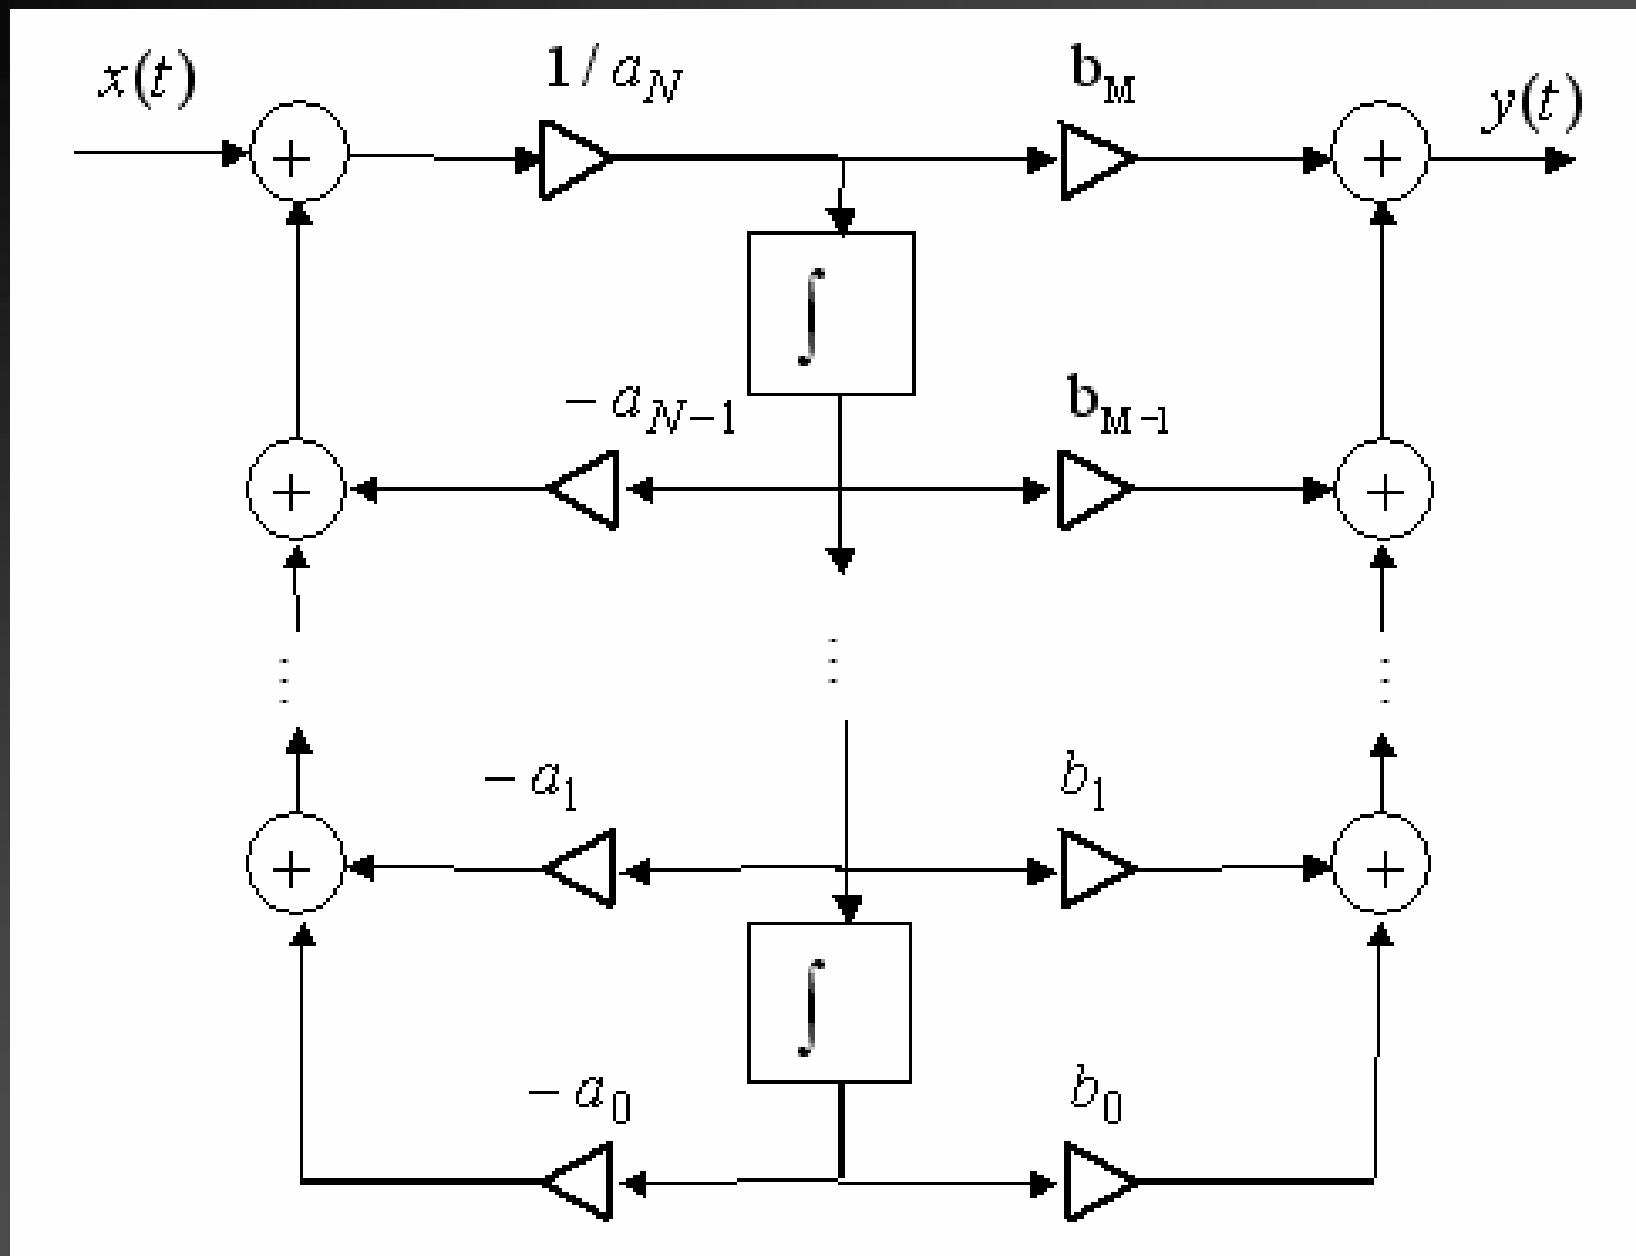 x(t) 1/a_N b_M y(t)
+ +
∫
−a_{N−1} b_{M−1}
+ +
⋮ ⋮ ⋮
−a_1 b_1
+ +
∫
−a_0 b_0